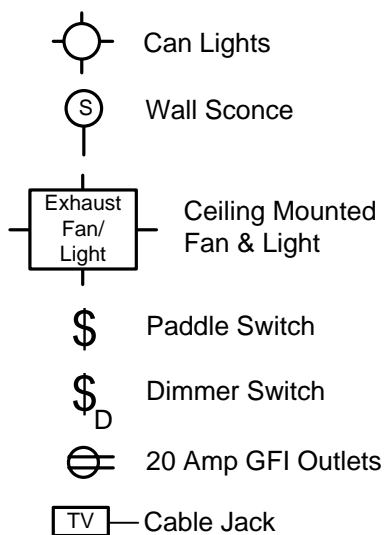 Can Lights
S Wall Sconce
Exhaust
Fan/
Light
Ceiling Mounted
Fan & Light
$ Paddle Switch
$D Dimmer Switch
20 Amp GFI Outlets
TV Cable Jack